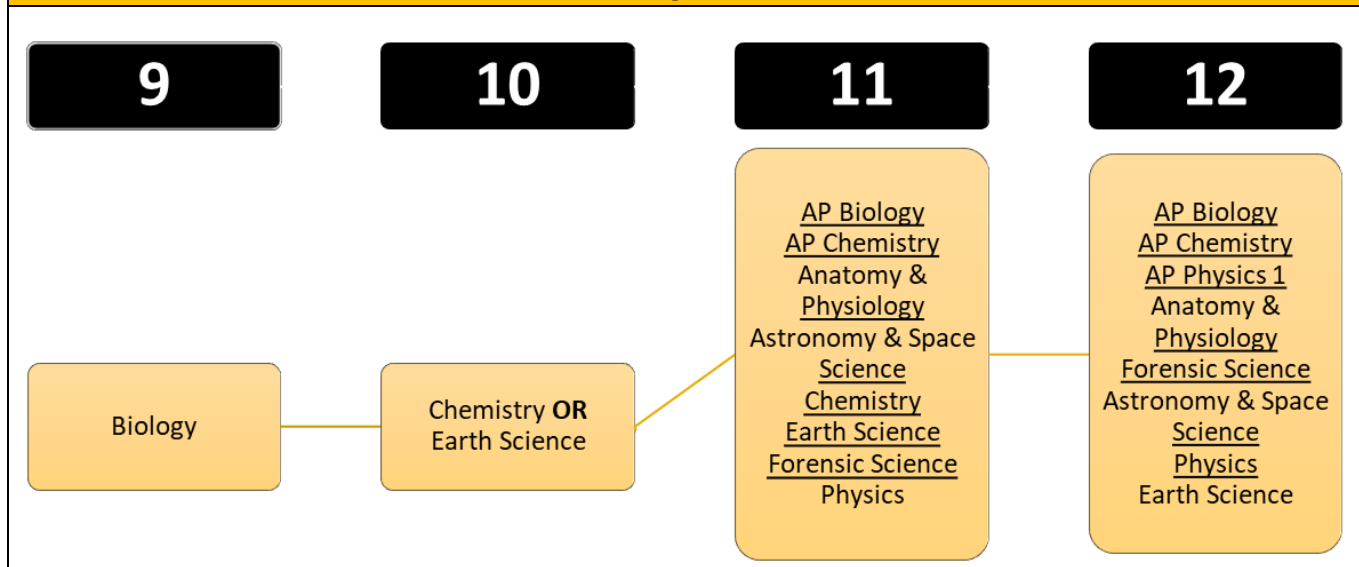 9
10
11
12
Biology
Chemistry OR
Earth Science
AP Biology
AP Chemistry
Anatomy &
Physiology
Astronomy & Space
Science
Chemistry
Earth Science
Forensic Science
Physics
AP Biology
AP Chemistry
AP Physics 1
Anatomy &
Physiology
Forensic Science
Astronomy & Space
Science
Physics
Earth Science